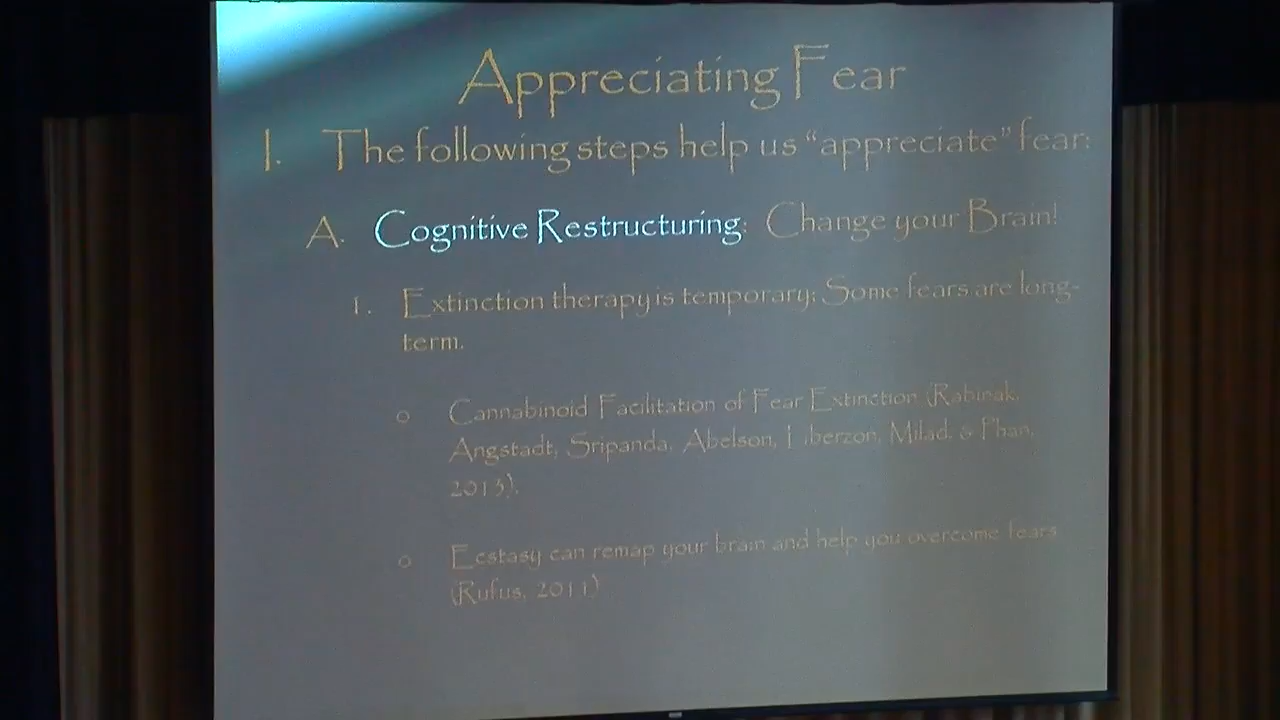 Appreciating Fear
I. The following steps help us “appreciate” fear:
A. Cognitive Restructuring: Change your Brain!
1. Extinction therapy is temporary; Some fears are long-
term.
o Cannabinoid Facilitation of Fear Extinction (Rabinak,
Angstadt, Sripanda, Abelson, Liberzon, Milad, & Phan,
2013).
o Ecstasy can remap your brain and help you overcome fears
(Rufus, 2011)